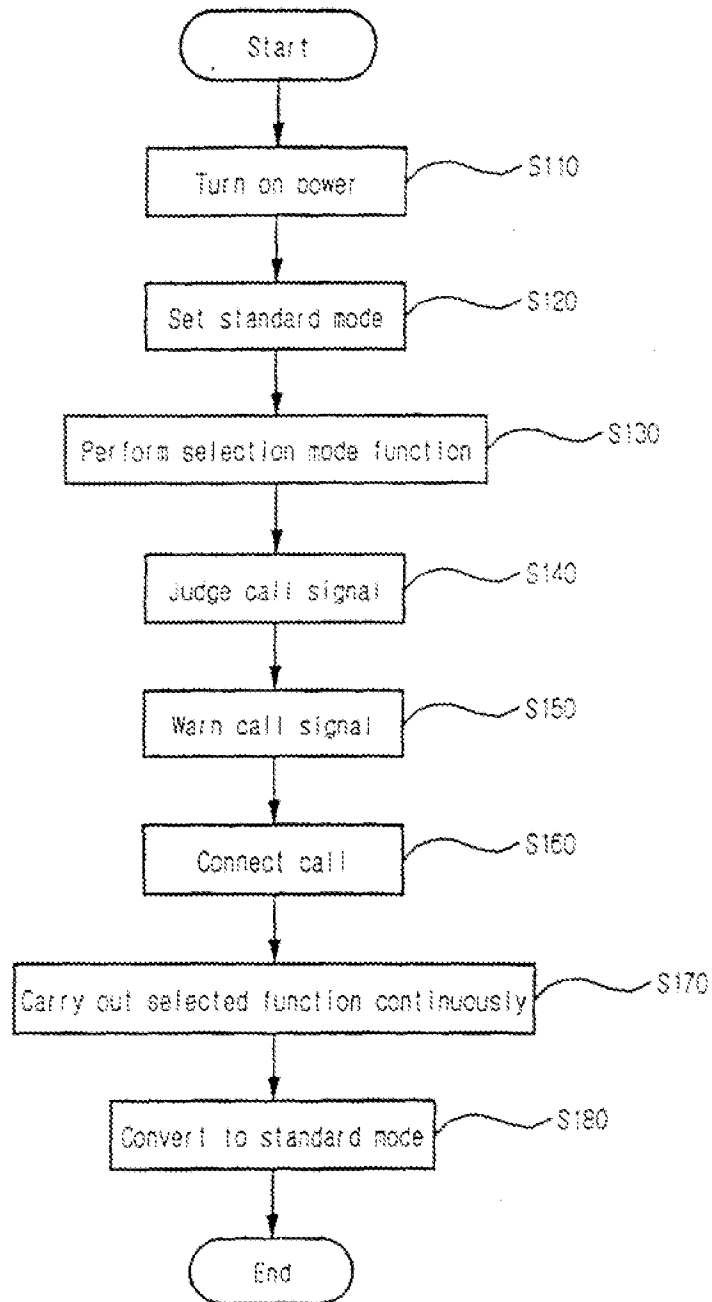 Start
Turn on power
S110
Set standard mode
S120
Perform selection mode function
S130
Judge call signal
S140
Warn call signal
S150
Connect call
S160
Carry out selected function continuously
S170
Convert to standard mode
S180
End